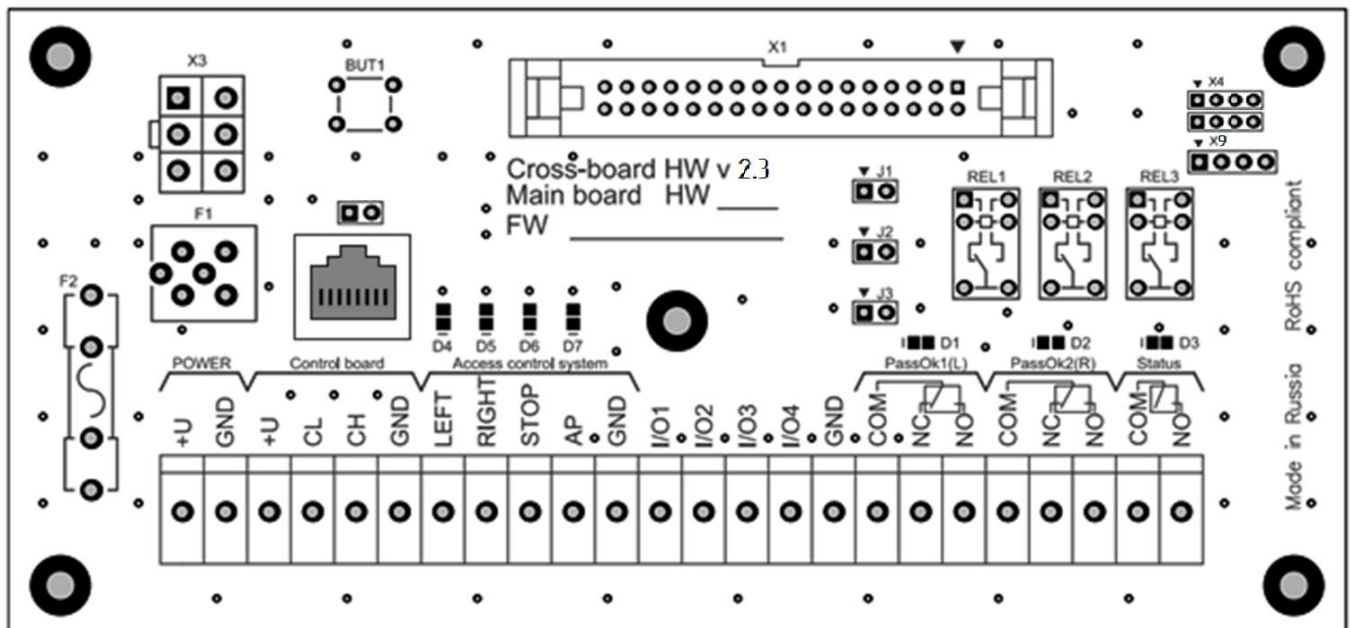 X3
BUT1
X1
X4
X9
Cross-board HW v 2.3
Main board HW ____
FW ____
F1
J1
J2
J3
REL1
REL2
REL3
F2
D4
D5
D6
D7
D1
D2
D3
POWER
Control board
Access control system
PassOk1(L)
PassOk2(R)
Status
+U
GND
+U
CL
CH
GND
LEFT
RIGHT
STOP
AP
GND
I/O1
I/O2
I/O3
I/O4
GND
COM
NC
NO
COM
NC
NO
COM
NO
Made in Russia RoHS compliant